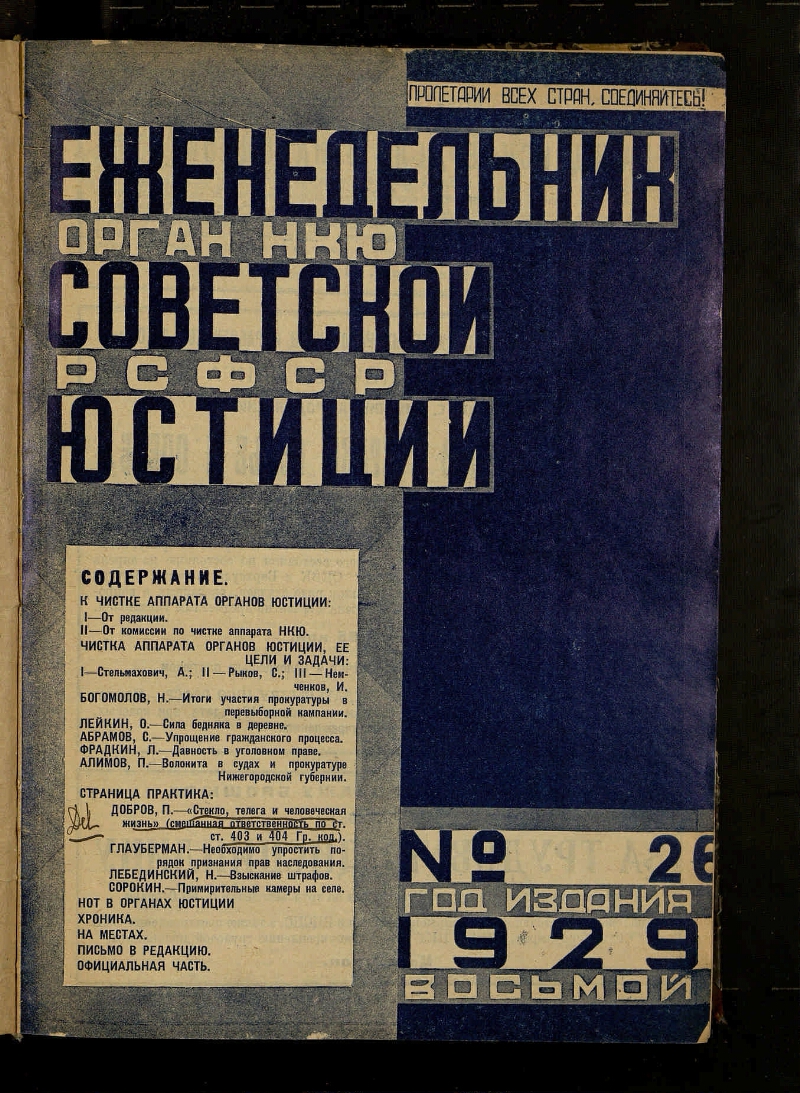 ПРОЛЕТАРИИ ВСЕХ СТРАН, СОЕДИНЯЙТЕСЬ!
ЕЖЕНЕДЕЛЬНИК
ОРГАН НКЮ
СОВЕТСКОЙ
РСФСР
ЮСТИЦИИ
СОДЕРЖАНИЕ.
К ЧИСТКЕ АППАРАТА ОРГАНОВ ЮСТИЦИИ:
I—От редакции.
II—От комиссии по чистке аппарата НКЮ.
ЧИСТКА АППАРАТА ОРГАНОВ ЮСТИЦИИ, ЕЕ
ЦЕЛИ И ЗАДАЧИ:
I—Стельмахович, А.; II—Рыков, С.; III—Нем-
ченков, И.
БОГОМОЛОВ, Н.—Итоги участия прокуратуры в
перевыборной кампании.
ЛЕЙКИН, О.—Сила бедняка в деревне.
АБРАМОВ, С.—Упрощение гражданского процесса.
ФРАДКИН, Л.—Давность в уголовном праве.
АЛИМОВ, П.—Волокита в судах и прокуратуре
Нижегородской губернии.
СТРАНИЦА ПРАКТИКА:
ДОБРОВ, П.—«Стекло, телега и человеческая
жизнь» (смешанная ответственность по ст.
ст. 403 и 404 Гр. код.).
ГЛАУБЕРМАН.—Необходимо упростить по-
рядок признания прав наследования.
ЛЕБЕДИНСКИЙ, Н.—Взыскание штрафов.
СОРОКИН.—Примирительные камеры на селе.
НОТ В ОРГАНАХ ЮСТИЦИИ
ХРОНИКА.
НА МЕСТАХ.
ПИСЬМО В РЕДАКЦИЮ.
ОФИЦИАЛЬНАЯ ЧАСТЬ.
№ 26
ГОД ИЗДАНИЯ
1929
ВОСЬМОЙ